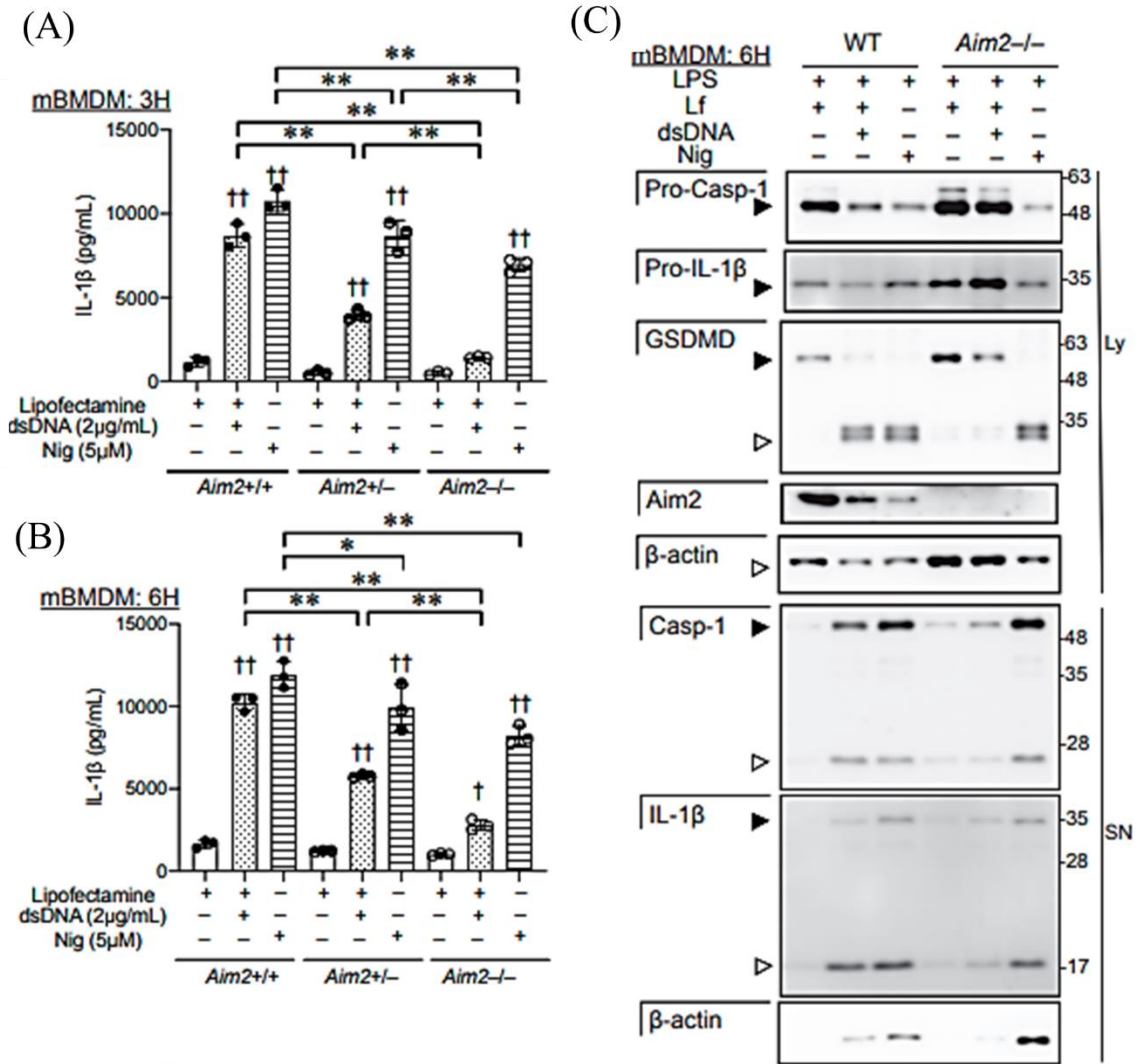 (A)
mBMDM: 3H
** 
**
**
**
**
**
IL-1β (pg/mL)
15000
10000
5000
0
††
††
††
††
††
Lipofectamine + + – + + – + + –
dsDNA (2µg/mL) – + – – + – – + –
Nig (5µM) – – + – – + – – +
Aim2+/+ Aim2+/– Aim2–/–
(B)
mBMDM: 6H
**
*
**
**
**
IL-1β (pg/mL)
15000
10000
5000
0
††
††
††
††
†
††
Lipofectamine + + – + + – + + –
dsDNA (2µg/mL) – + – – + – – + –
Nig (5µM) – – + – – + – – +
Aim2+/+ Aim2+/– Aim2–/–
(C)
mBMDM: 6H
WT Aim2–/–
LPS + + + + + +
Lf + + – + + –
dsDNA – + – – + –
Nig – – + – – +
Pro-Casp-1
63
48
Pro-IL-1β
35
GSDMD
63
48
35
Aim2
β-actin
Ly
Casp-1
48
35
28
IL-1β
35
28
17
SN
β-actin